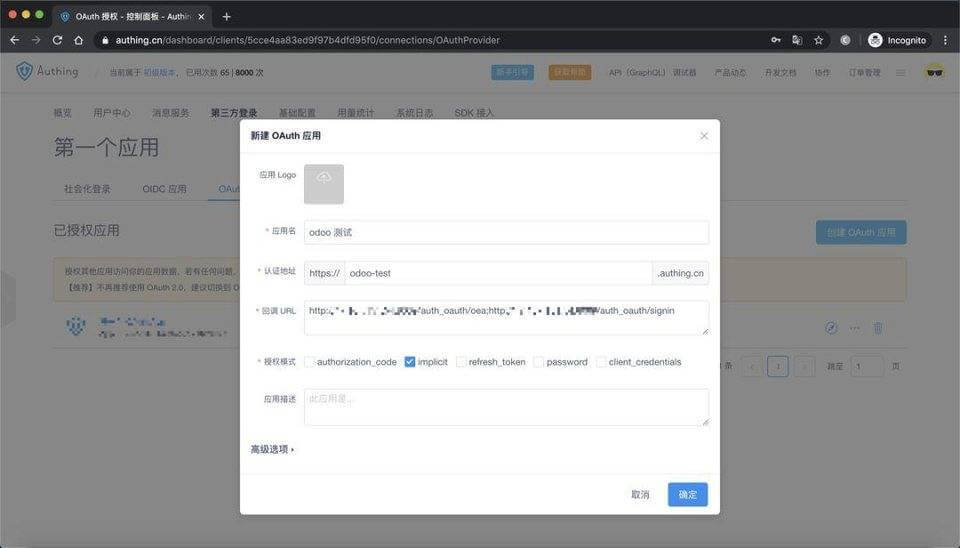 OAuth 授权 - 控制面板 - Authin
authing.cn/dashboard/clients/5cce4aa83ed9f97b4dfd95f0/connections/OAuthProvider
Incognito
Authing
当前属于 初级版本，已用次数 65 | 8000 次
新手引导
获取帮助
API（GraphQL）调试器
产品动态
开发文档
协作
订单管理
概览
用户中心
消息服务
第三方登录
基础配置
用量统计
系统日志
SDK 接入
第一个应用
社会化登录
OIDC 应用
OAut
已授权应用
创建 OAuth 应用
授权其他应用访问你的应用数据，若有任何问题，
【推荐】不再推荐使用 OAuth 2.0，建议切换到 O
条
1
跳至
1
页
新建 OAuth 应用
应用 Logo
* 应用名
odoo 测试
* 认证地址
https://
odoo-test
.authing.cn
* 回调 URL
http:/auth_oauth/oea;http/auth_oauth/signin
* 授权模式
authorization_code
implicit
refresh_token
password
client_credentials
应用描述
此应用是...
高级选项
取消
确定